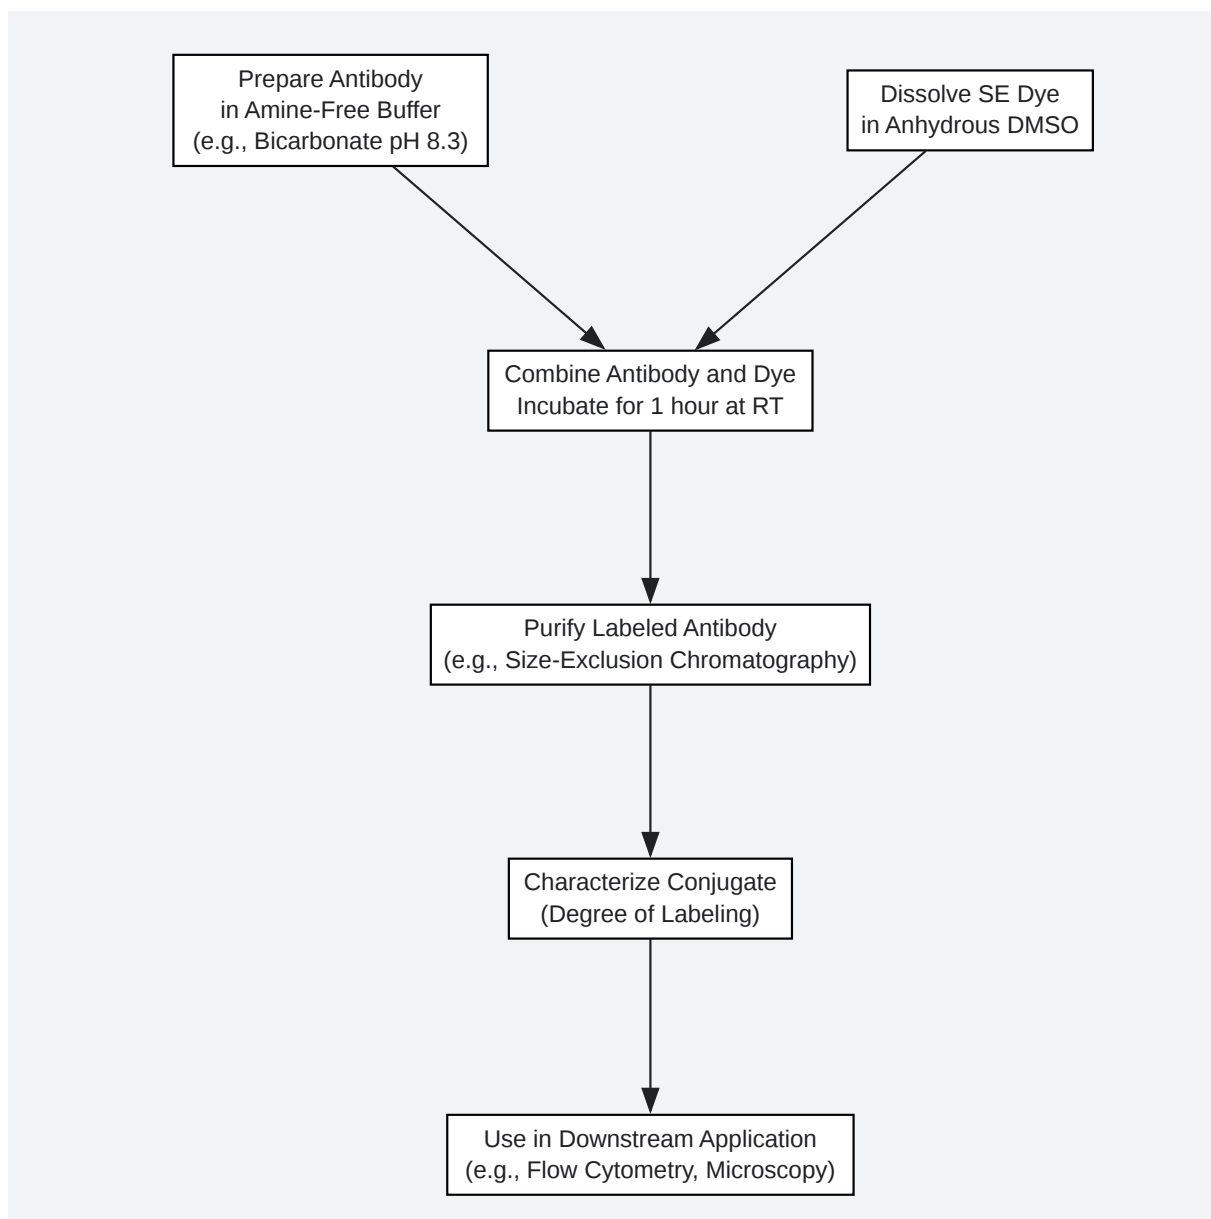 Prepare Antibody
in Amine-Free Buffer
(e.g., Bicarbonate pH 8.3)
Dissolve SE Dye
in Anhydrous DMSO
Combine Antibody and Dye
Incubate for 1 hour at RT
Purify Labeled Antibody
(e.g., Size-Exclusion Chromatography)
Characterize Conjugate
(Degree of Labeling)
Use in Downstream Application
(e.g., Flow Cytometry, Microscopy)